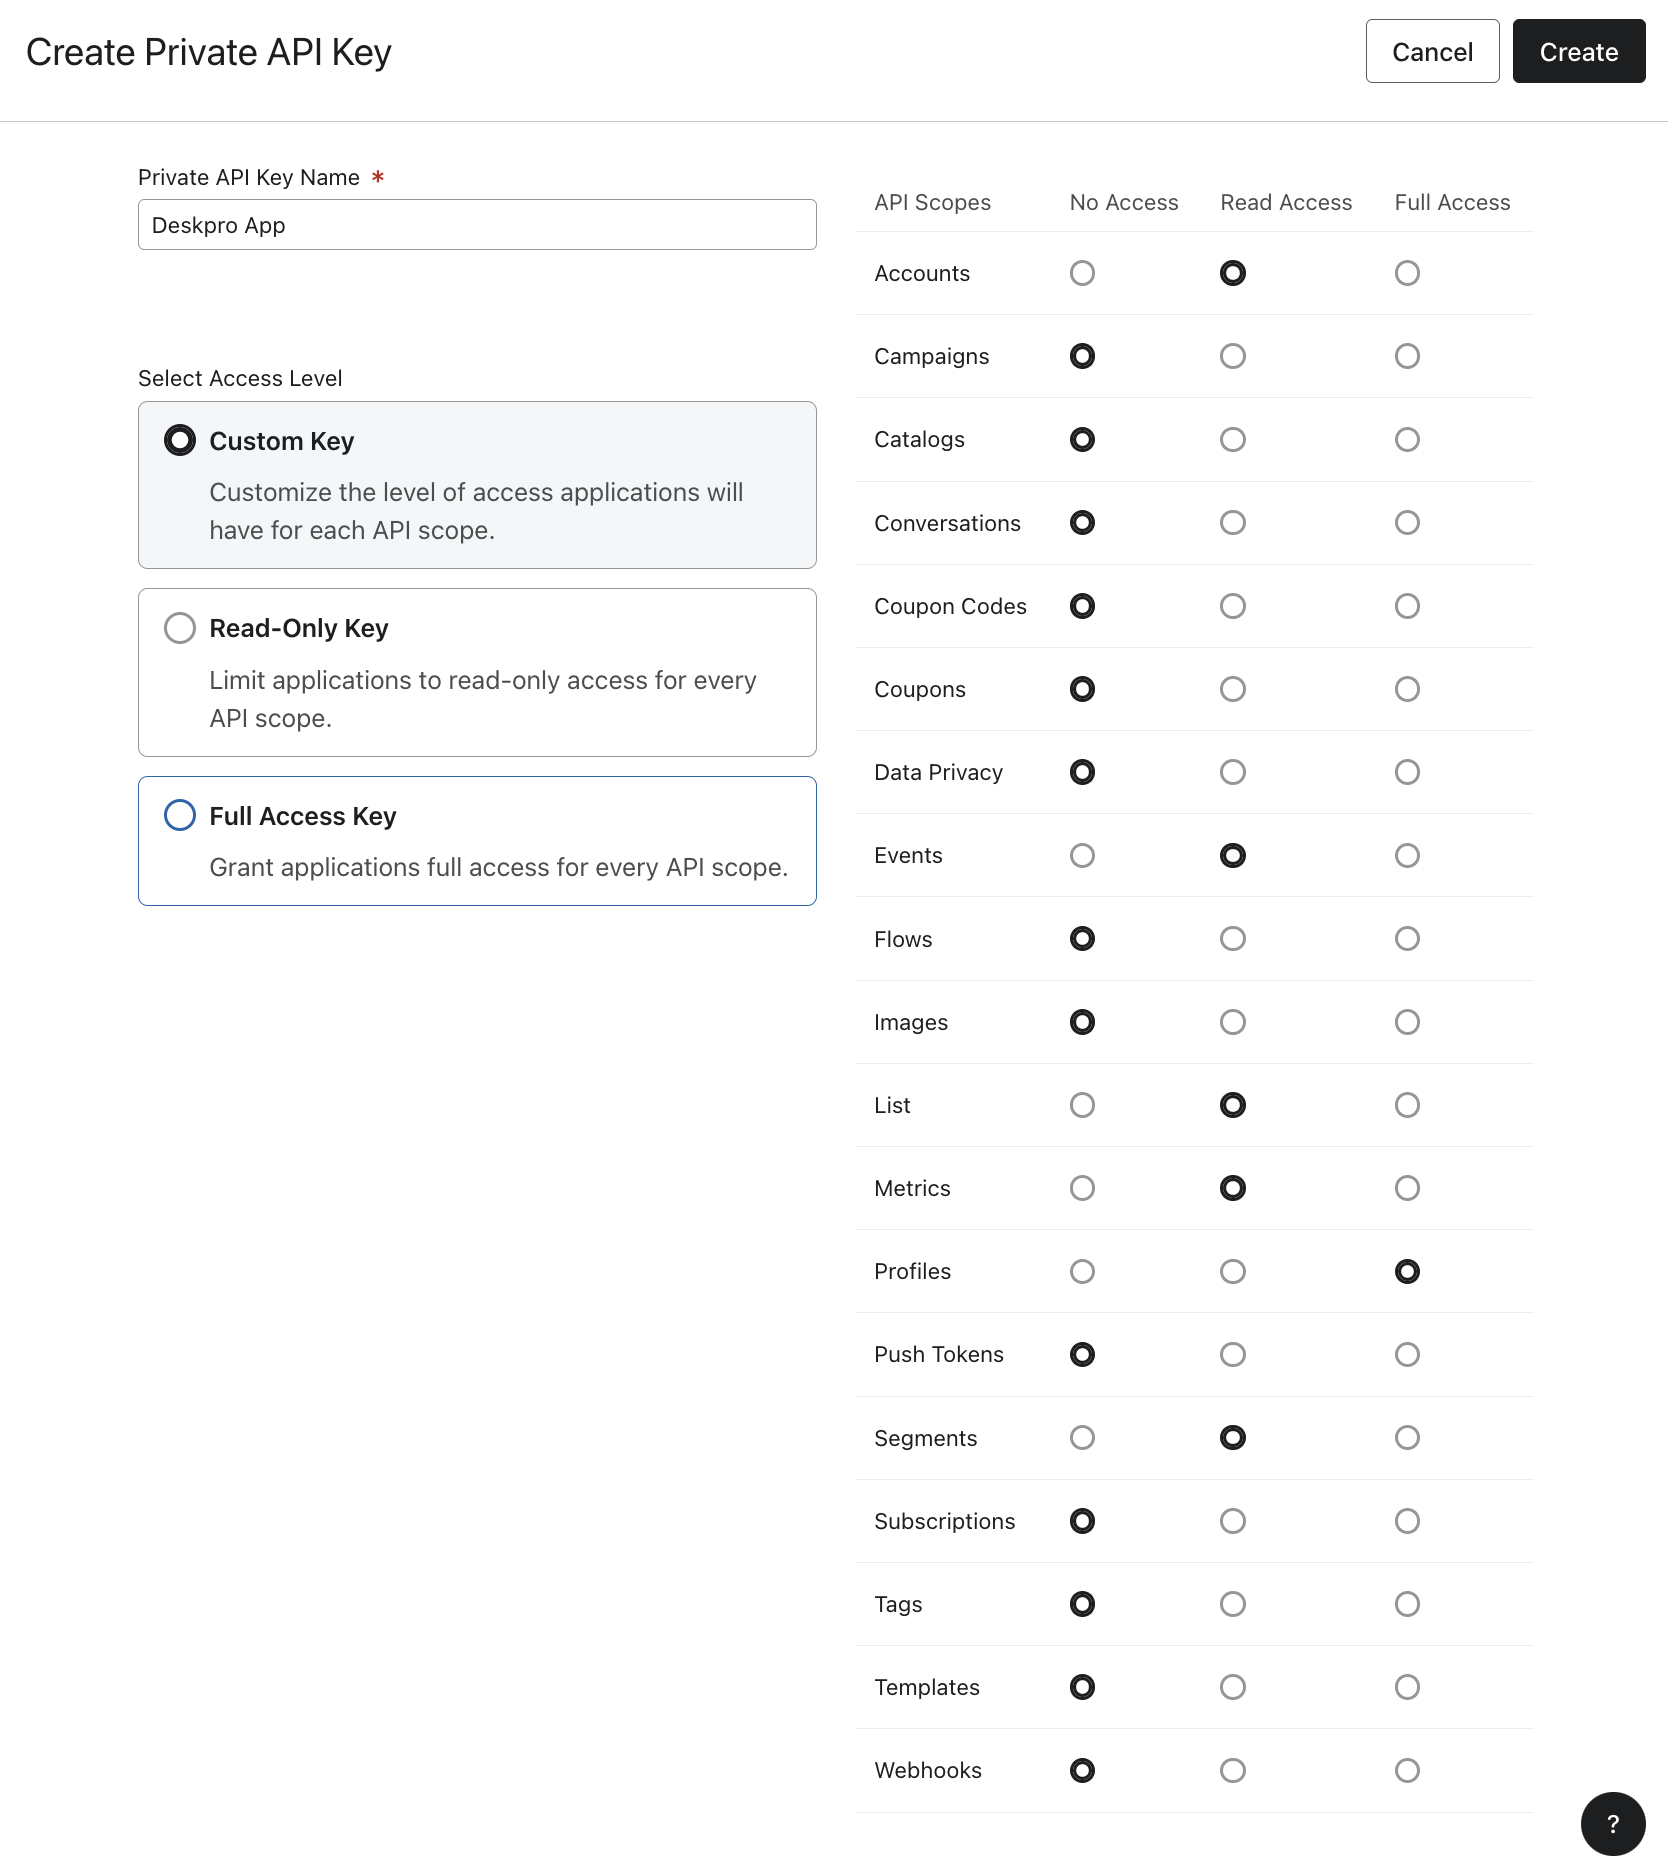 Create Private API Key
Cancel
Create
Private API Key Name *
Deskpro App
Select Access Level
Custom Key
Customize the level of access applications will
have for each API scope.
Read-Only Key
Limit applications to read-only access for every
API scope.
Full Access Key
Grant applications full access for every API scope.
API Scopes No Access Read Access Full Access
Accounts
Campaigns
Catalogs
Conversations
Coupon Codes
Coupons
Data Privacy
Events
Flows
Images
List
Metrics
Profiles
Push Tokens
Segments
Subscriptions
Tags
Templates
Webhooks
?